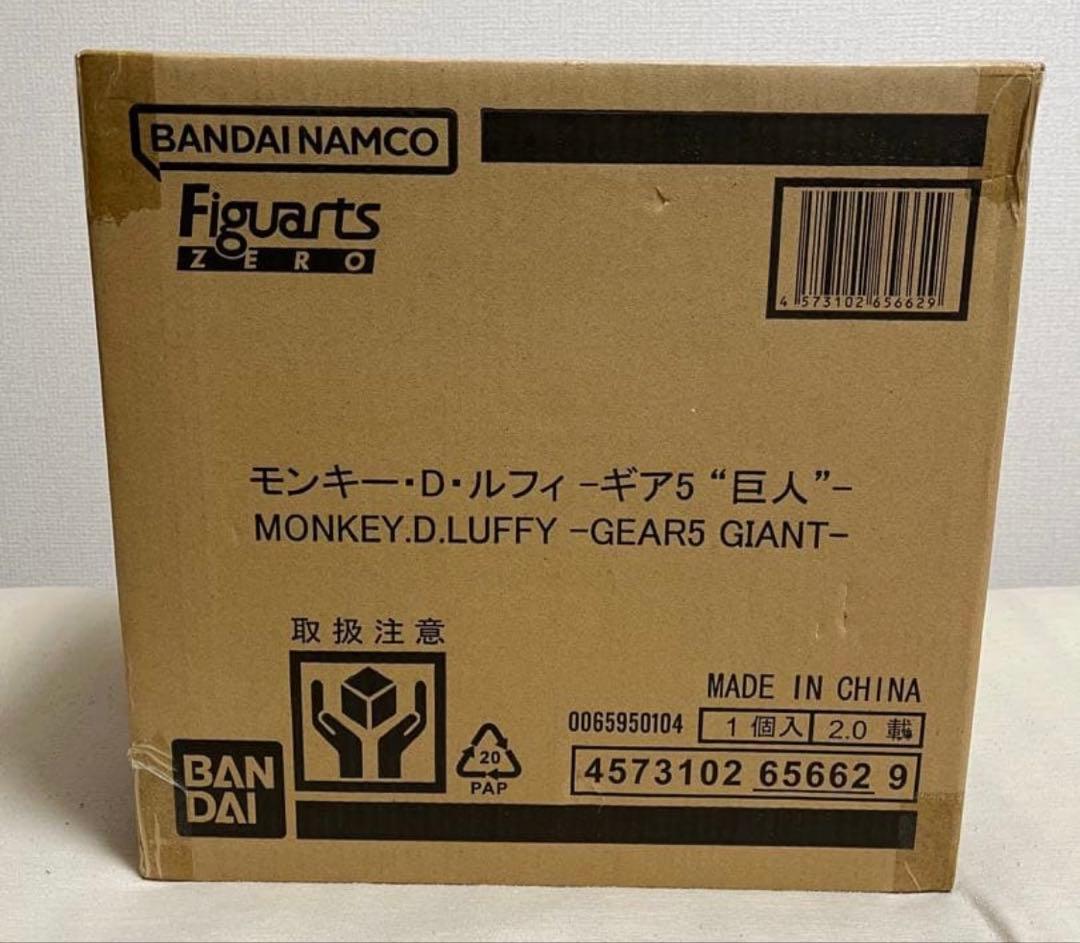 BANDAI NAMCO
Figuarts
ZERO
4 573102 656629
モンキー・D・ルフィ -ギア5 “巨人”-
MONKEY.D.LUFFY -GEAR5 GIANT-
取扱注意
MADE IN CHINA
0065950104 1個入 2.0 載
4573102 65662 9
20
PAP
BAN
DAI